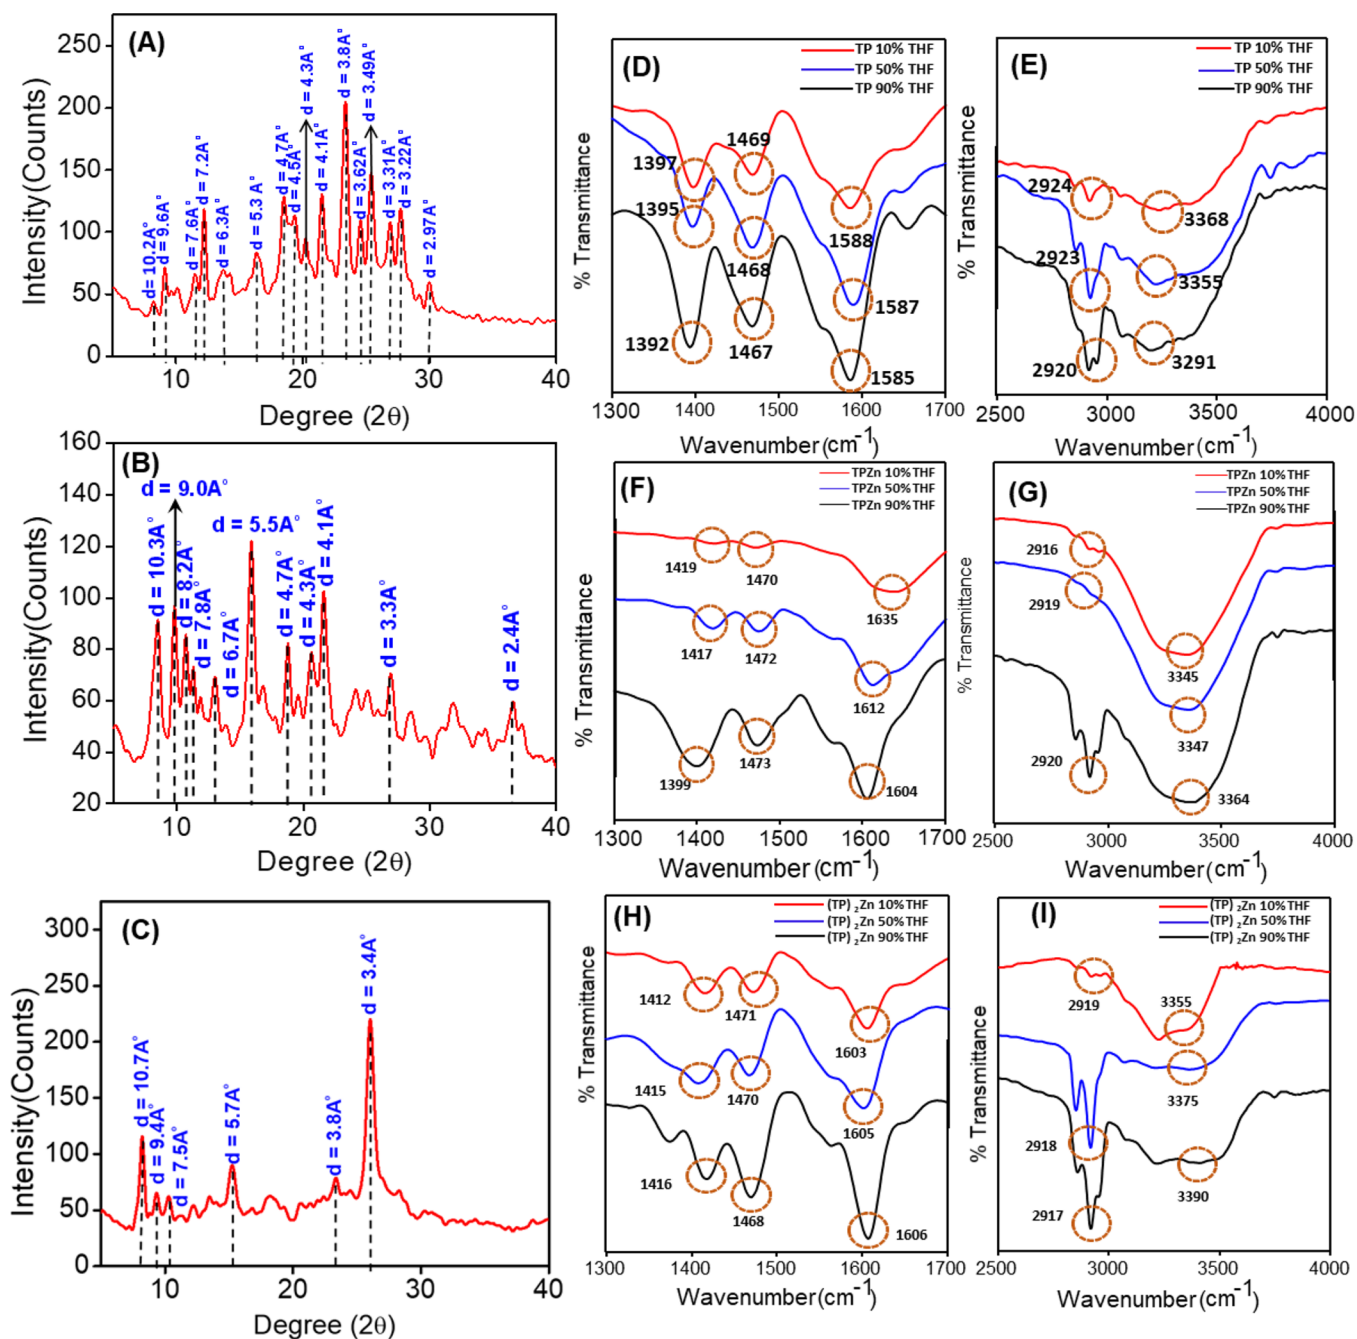 (A)
Intensity(Counts)
250
200
150
100
50
0
d= 10.2A°
d = 9.6A°
d = 7.6A°
d = 7.2A°
d = 6.3A°
d = 5.3 A°
d = 4.7A°
d = 4.5A°
d = 4.3A°
d = 4.1A°
d = 3.8A°
d = 3.62A°
d = 3.49A°
d = 3.31A°
d = 3.22A°
d = 2.97A°
10 20 30 40
Degree (2θ)
(D)
TP 10% THF
TP 50% THF
TP 90% THF
% Transmittance
1397
1469
1395
1588
1468
1587
1392
1467
1585
1300 1400 1500 1600 1700
Wavenumber(cm-1)
(E)
TP 10% THF
TP 50% THF
TP 90% THF
% Transmittance
2924
3368
2923
3355
2920
3291
2500 3000 3500 4000
Wavenumber(cm-1)
(B)
Intensity(Counts)
160
140
120
100
80
60
40
20
d = 10.3A°
d = 9.0A°
d = 8.2A°
d = 7.8A°
d = 6.7A°
d = 5.5A°
d = 4.7A°
d = 4.3A°
d = 4.1A°
d = 3.3A°
d = 2.4A°
10 20 30 40
Degree (2θ)
(F)
TPZn 10% THF
TPZn 50% THF
TPZn 90% THF
% Transmittance
1419
1470
1635
1417
1472
1612
1399
1473
1604
1300 1400 1500 1600 1700
Wavenumber(cm-1)
(G)
TPZn 10% THF
TPZn 50% THF
TPZn 90% THF
% Transmittance
2916
2919
3345
3347
2920
3364
2500 3000 3500 4000
Wavenumber(cm-1)
(C)
Intensity(Counts)
300
250
200
150
100
50
0
d = 10.7A°
d = 9.4A°
d = 7.5A°
d = 5.7A°
d = 3.8A°
d = 3.4A°
10 20 30 40
Degree (2θ)
(H)
(TP) 2Zn 10% THF
(TP) 2Zn 50% THF
(TP) 2Zn 90% THF
% Transmittance
1412
1471
1603
1415
1470
1605
1416
1468
1606
1300 1400 1500 1600 1700
Wavenumber(cm-1)
(I)
(TP) 2Zn 10% THF
(TP) 2Zn 50% THF
(TP) 2Zn 90% THF
% Transmittance
2919
3355
3375
2918
3390
2917
2500 3000 3500 4000
Wavenumber(cm-1)